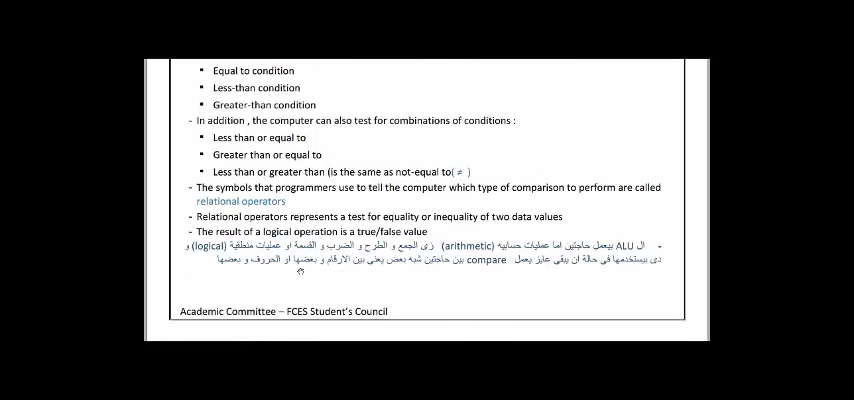 ▪ Equal to condition
▪ Less-than condition
▪ Greater-than condition
- In addition , the computer can also test for combinations of conditions :
▪ Less than or equal to
▪ Greater than or equal to
▪ Less than or greater than (is the same as not-equal to( ≠ )
- The symbols that programmers use to tell the computer which type of comparison to perform are called
relational operators
- Relational operators represents a test for equality or inequality of two data values
- The result of a logical operation is a true/false value
- ال ALU بيعمل حاجتين اما عمليات حسابيه (arithmetic) زى الجمع و الطرح و الضرب و القسمة او عمليات منطقية (logical) و
دى بيستخدمها فى حالة ان يبقى عايز يعمل compare بين حاجتين شبه بعض يعنى بين الارقام و بعضها او الحروف و بعضها
Academic Committee – FCES Student's Council